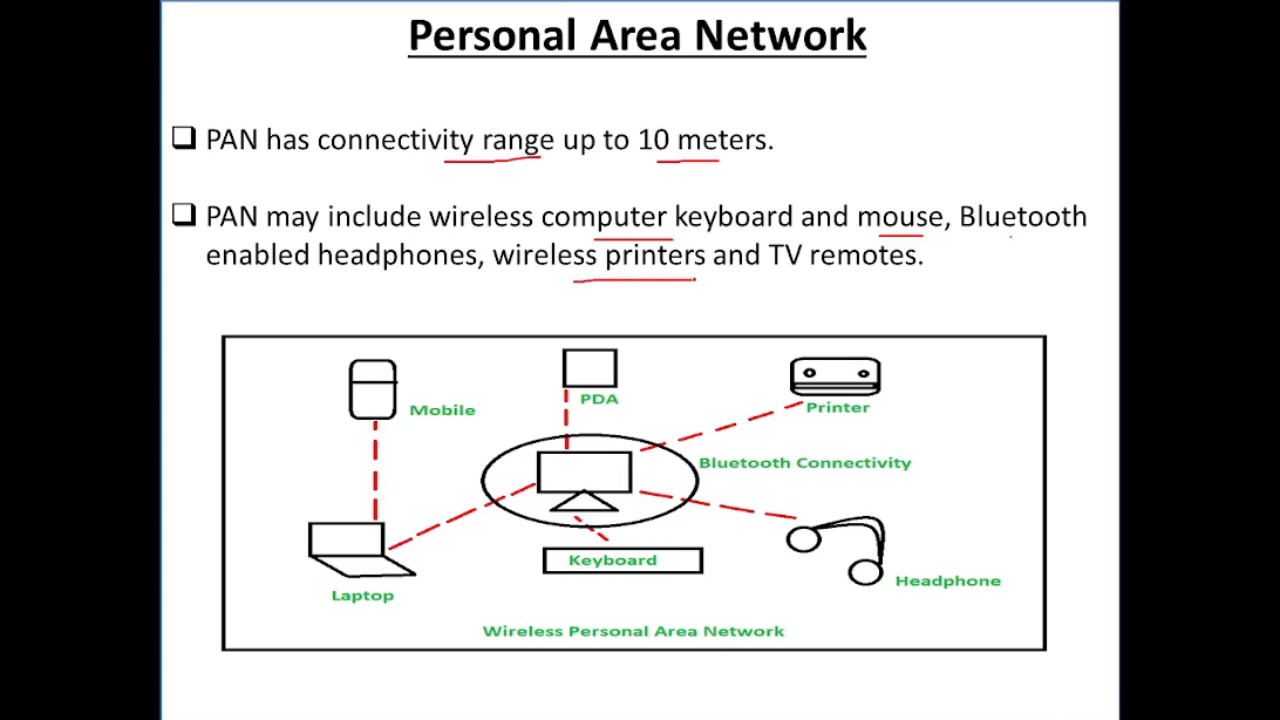 Personal Area Network
❑ PAN has connectivity range up to 10 meters.
❑ PAN may include wireless computer keyboard and mouse, Bluetooth
enabled headphones, wireless printers and TV remotes.
Mobile
PDA
Printer
Bluetooth Connectivity
Keyboard
Headphone
Laptop
Wireless Personal Area Network